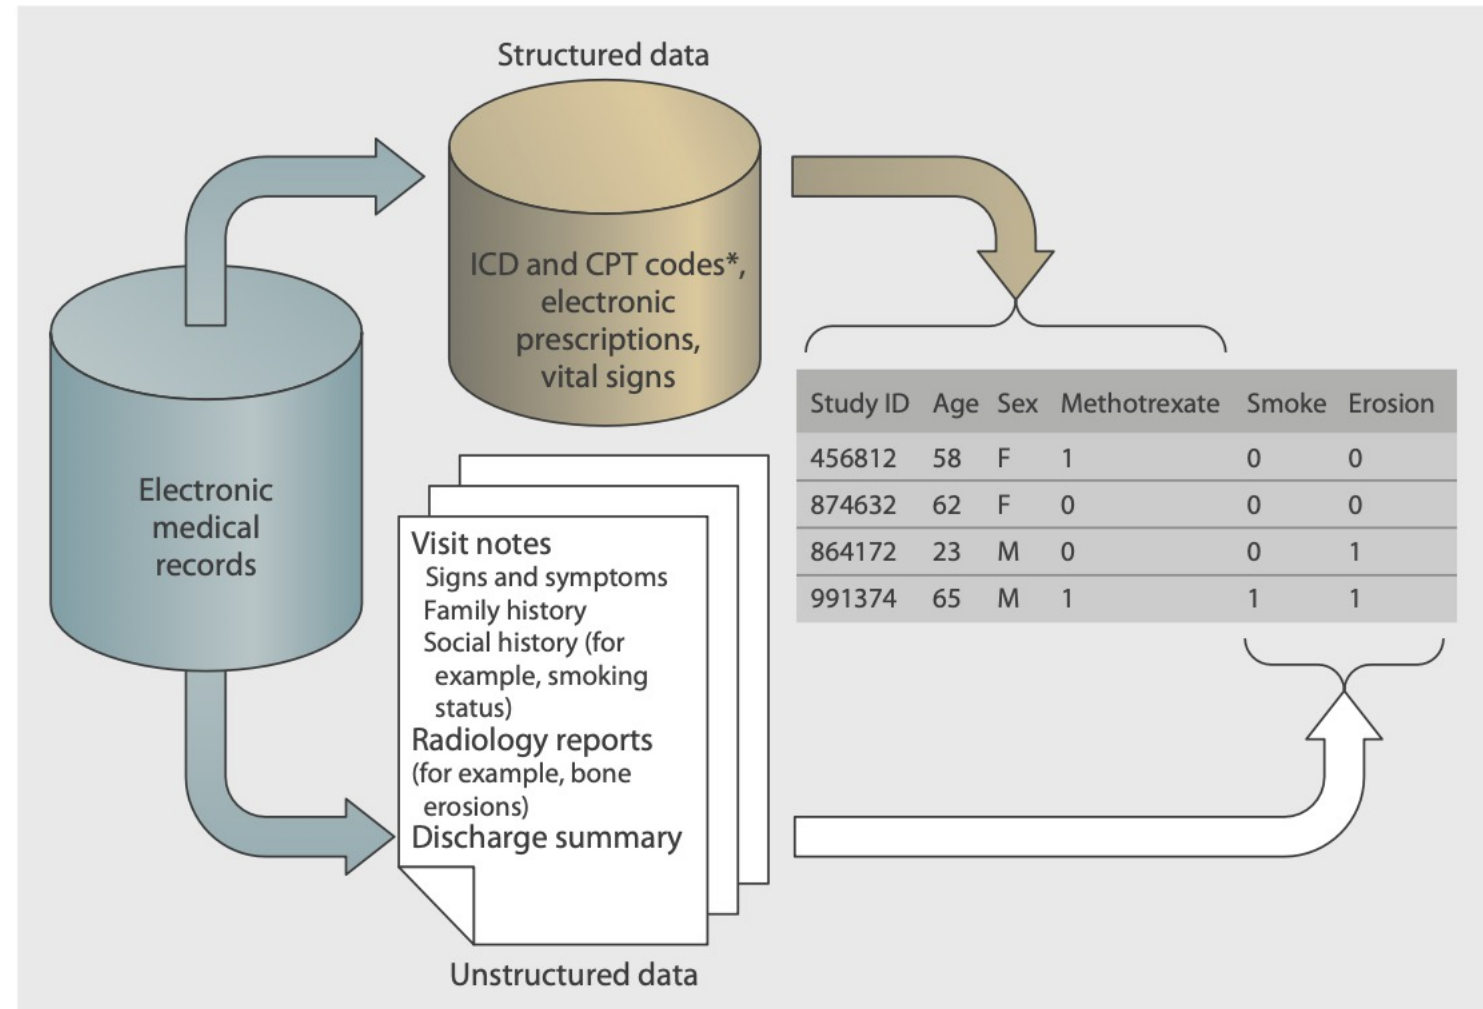 Structured data
ICD and CPT codes*,
electronic
prescriptions,
vital signs
Electronic
medical
records
Visit notes
Signs and symptoms
Family history
Social history (for
example, smoking
status)
Radiology reports
(for example, bone
erosions)
Discharge summary
Unstructured data
Study ID Age Sex Methotrexate Smoke Erosion
456812 58 F 1 0 0
874632 62 F 0 0 0
864172 23 M 0 0 1
991374 65 M 1 1 1